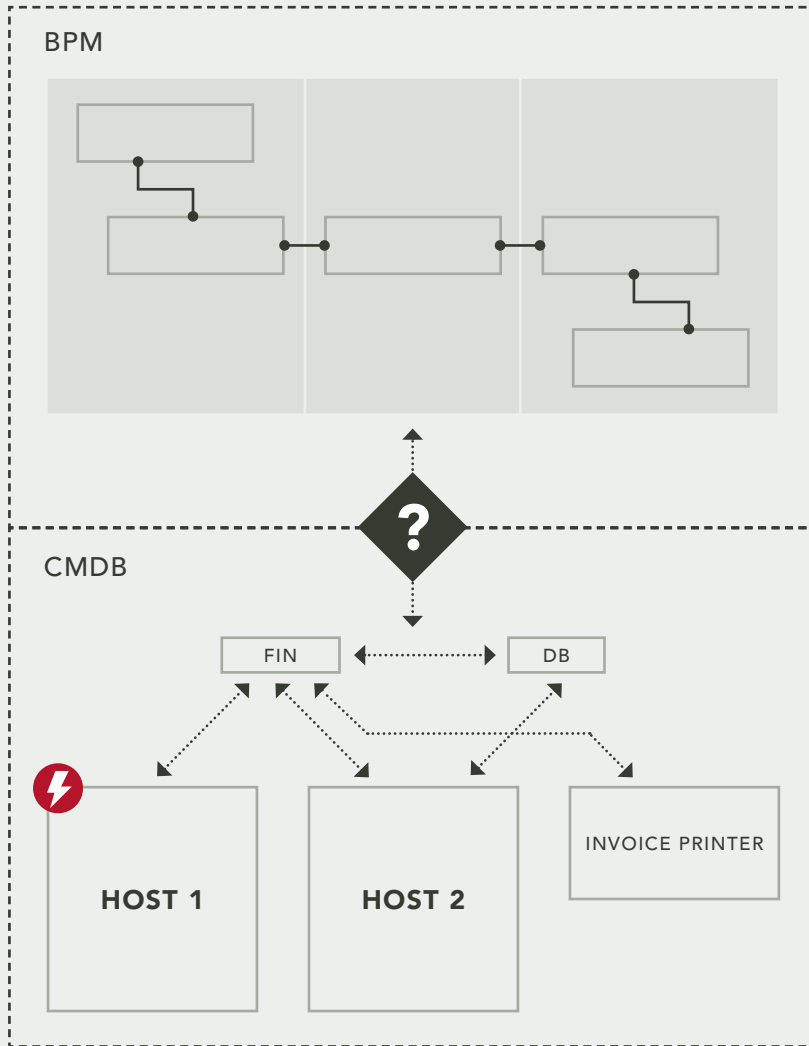 BPM
?
CMDB
FIN
DB
HOST 1
HOST 2
INVOICE PRINTER